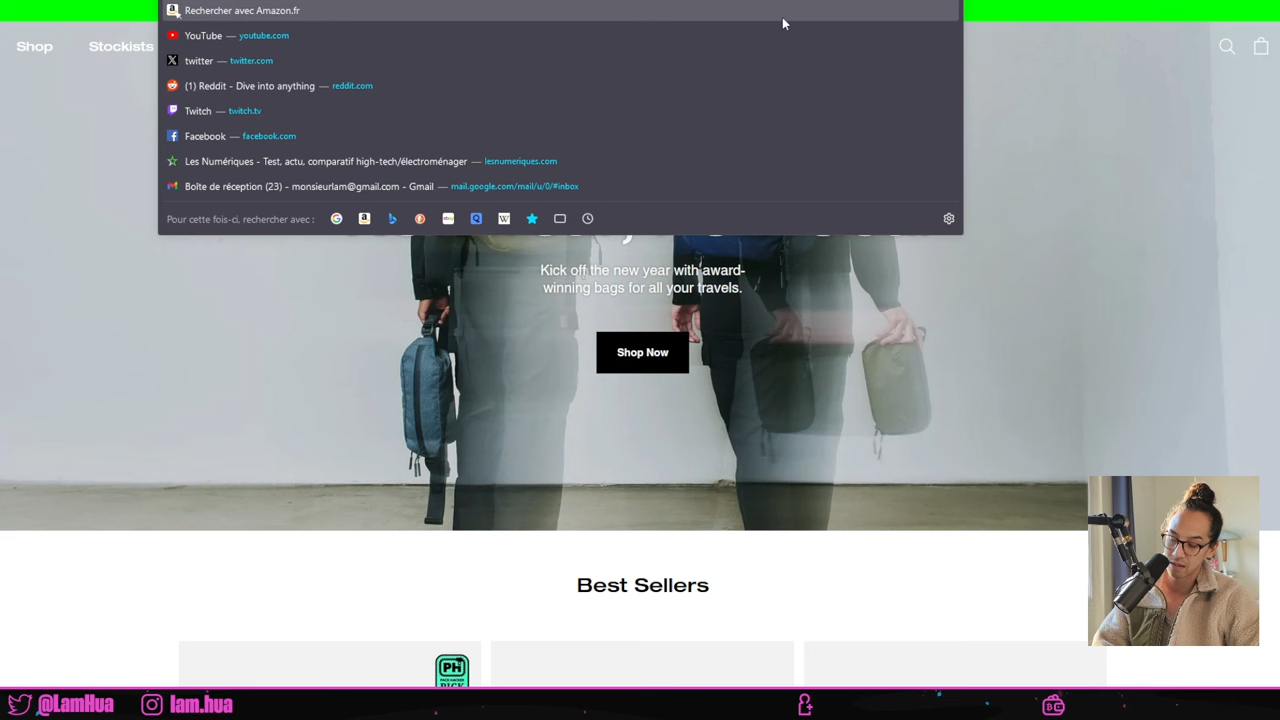 Rechercher avec Amazon.fr
YouTube — youtube.com
twitter — twitter.com
(1) Reddit - Dive into anything — reddit.com
Twitch — twitch.tv
Facebook — facebook.com
Les Numériques - Test, actu, comparatif high-tech/électroménager — lesnumeriques.com
Boîte de réception (23) - monsieurlam@gmail.com - Gmail — mail.google.com/mail/u/0/#inbox
Pour cette fois-ci, rechercher avec :
Shop Stockists
Kick off the new year with award-
winning bags for all your travels.
Shop Now
Best Sellers
PH
PACK HACKER
PICK
@LamHua lam.hua